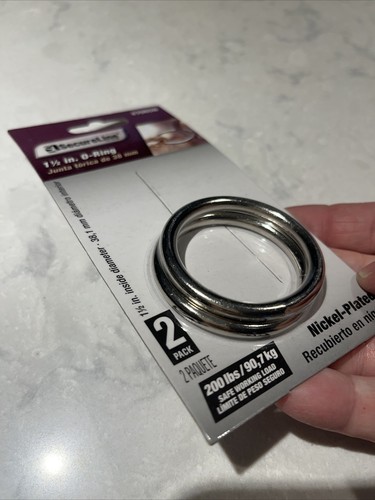 SecureLine
1½ in. O-Ring
Junta tórica de 38 mm
1½ in. inside diameter - 38,1 mm diámetro interior
2
PACK
2 PAQUETE
200 lbs/90,7 kg
SAFE WORKING LOAD
LÍMITE DE PESO SEGURO
Nickel-Plated
Recubierto en